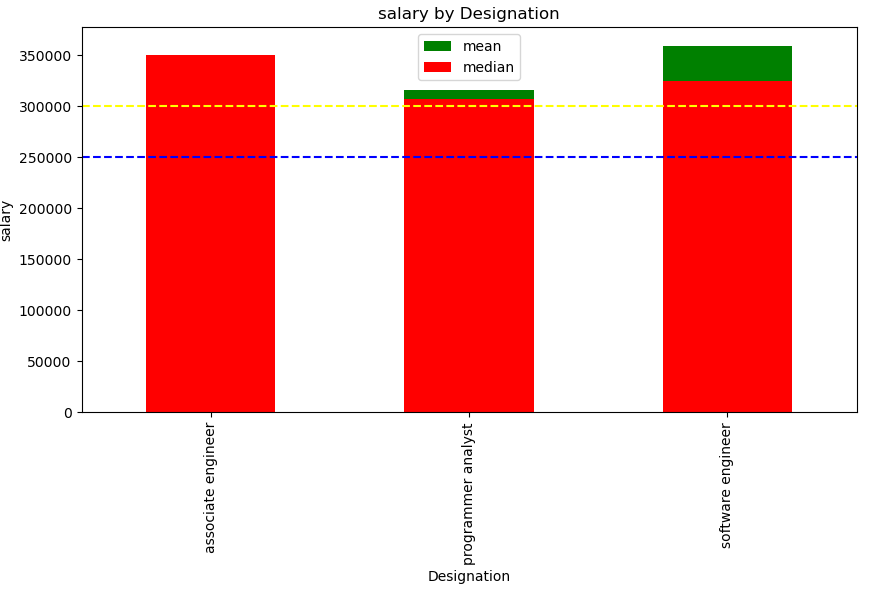 salary by Designation
mean
median
350000
300000
250000
200000
150000
100000
50000
0
salary
associate engineer
programmer analyst
software engineer
Designation